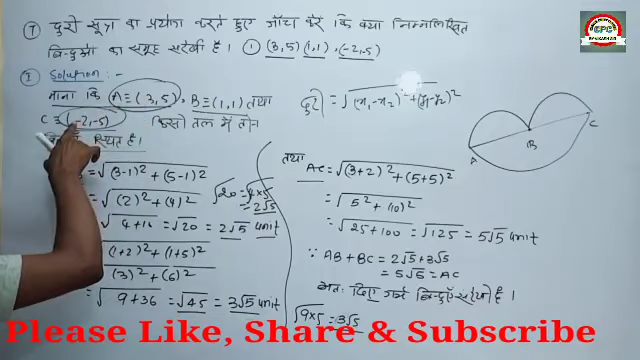 ① दुरी सूत्र का प्रयोग करते हुए जाँच करें कि क्या निम्नलिखित
बिन्दुओं का समूह सरेखी है। ① (3,5) (1,1), (-2,-5)
① Solution:-
माना कि A≡(3,5), B≡(1,1) तथा
C≡(-2,-5) किसी तल में तीन
स्थित है।
=√(3-1)²+(5-1)²
=√(2)²+(4)²
=√4+16 =√20 = 2√5 unit
√20=√4×5
=2√5
(1+2)²+(1+5)²
(3)²+(6)²
=√9+36 =√45 = 3√5 unit
दुरी =√(x₁-x₂)²+(y₁-y₂)²
तथा AC=√(3+2)²+(5+5)²
=√5²+(10)²
=√25+100 =√125 = 5√5 unit
∵ AB+BC = 2√5+3√5
= 5√5 = AC
अतः दिए गये बिन्दु सरेखी है।
√9×5 = 3√5
A
B
C
CPC
Please Like, Share & Subscribe